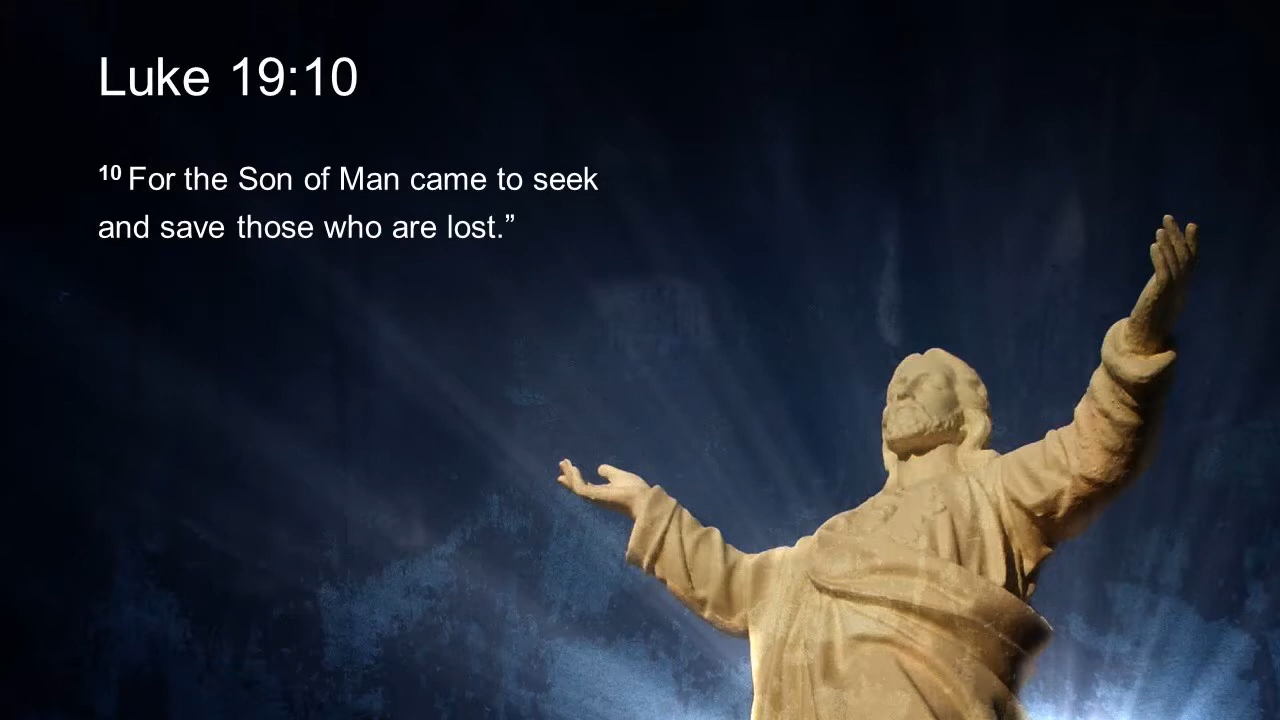 Luke 19:10
10 For the Son of Man came to seek
and save those who are lost.”